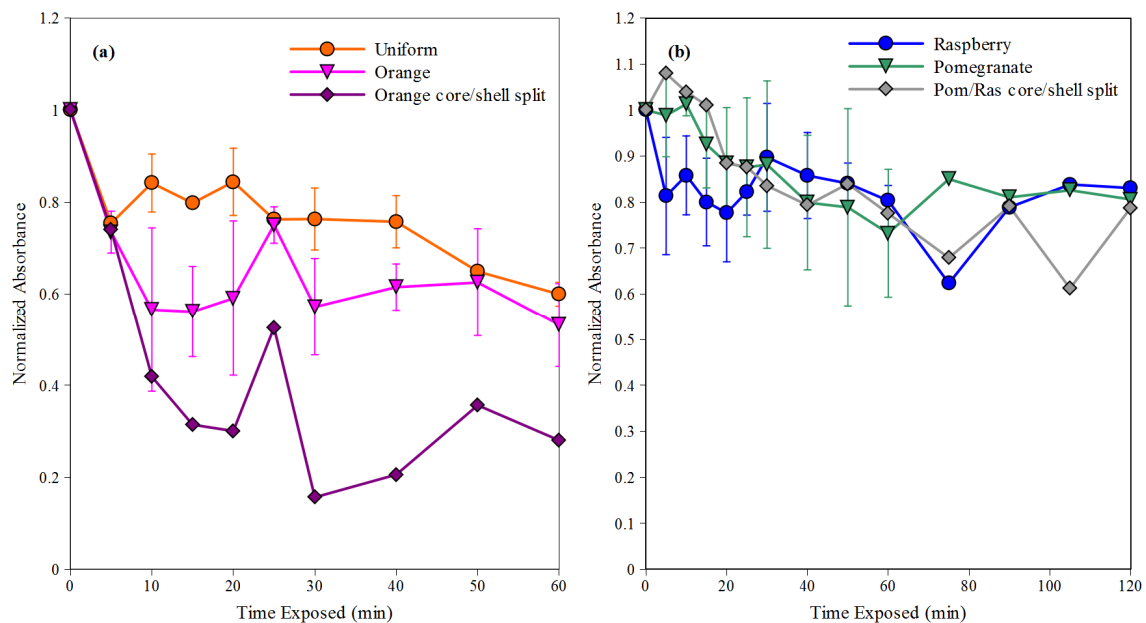 (a)
Uniform
Orange
Orange core/shell split
Normalized Absorbance
1.2
1
0.8
0.6
0.4
0.2
0
0
10
20
30
40
50
60
Time Exposed (min)
(b)
Raspberry
Pomegranate
Pom/Ras core/shell split
Normalized Absorbance
1.2
1.1
1
0.9
0.8
0.7
0.6
0.5
0.4
0.3
0.2
0.1
0
0
20
40
60
80
100
120
Time Exposed (min)